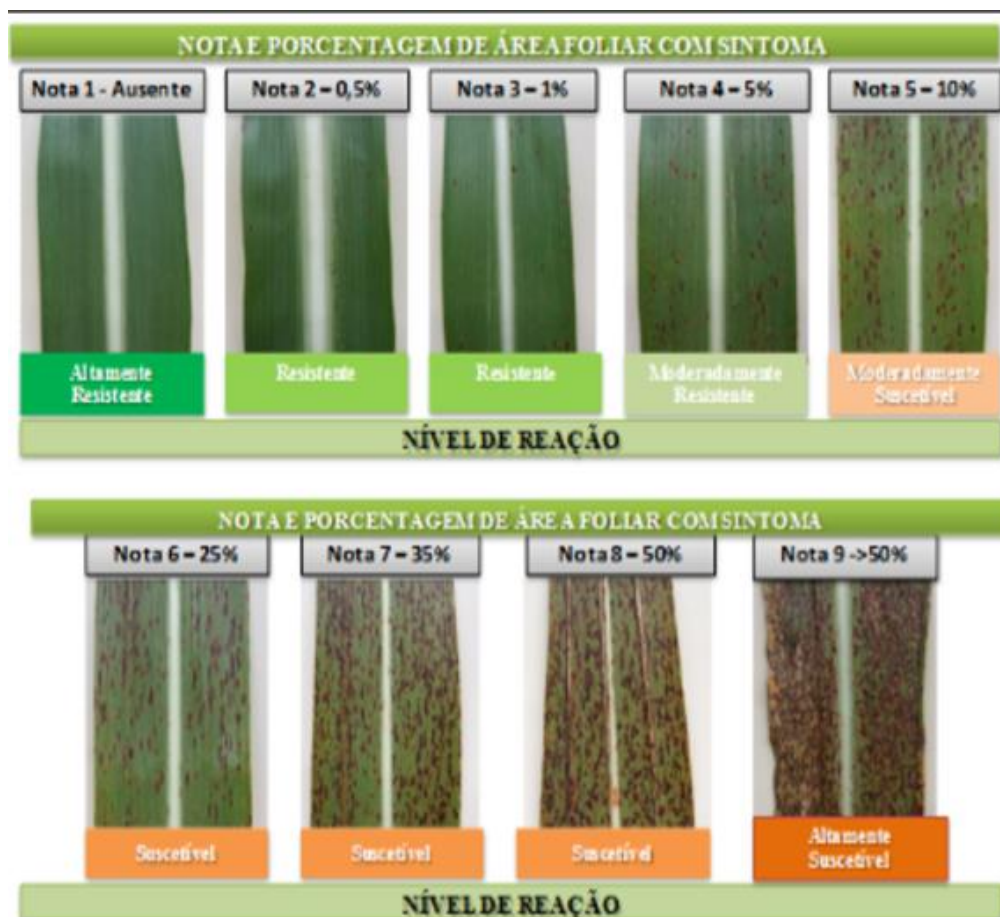 NOTA E PORCENTAGEM DE ÁREA FOLIAR COM SINTOMA
Nota 1 - Ausente
Nota 2 – 0,5%
Nota 3 – 1%
Nota 4 – 5%
Nota 5 – 10%
Altamente
Resistente
Resistente
Resistente
Moderadamente
Resistente
Moderadamente
Suscetível
NÍVEL DE REAÇÃO
NOTA E PORCENTAGEM DE ÁREA FOLIAR COM SINTOMA
Nota 6 – 25%
Nota 7 – 35%
Nota 8 – 50%
Nota 9 ->50%
Suscetível
Suscetível
Suscetível
Altamente
Suscetível
NÍVEL DE REAÇÃO